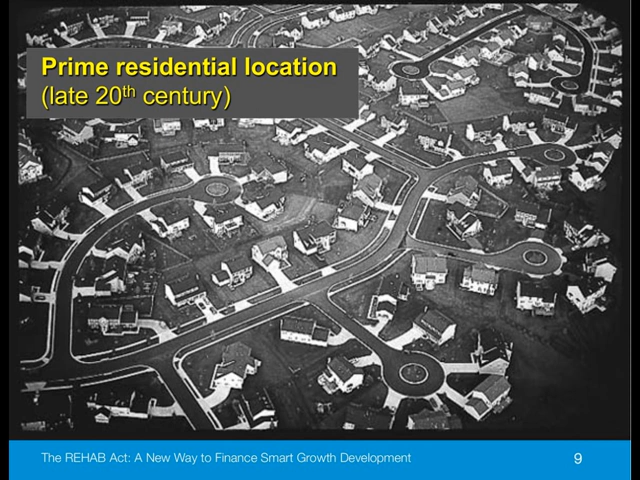 Prime residential location
(late 20th century)
The REHAB Act: A New Way to Finance Smart Growth Development
9